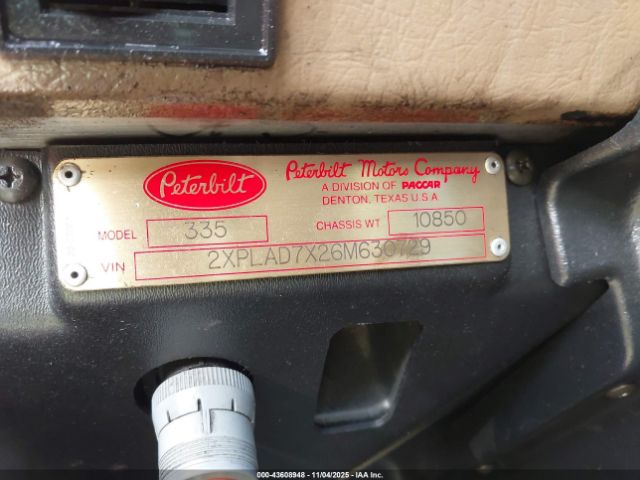 Peterbilt
Peterbilt Motors Company
A DIVISION OF PACCAR
DENTON, TEXAS U S A
MODEL 335 CHASSIS WT 10850
VIN 2XPLAD7X26M630729
000-43608948 - 11/04/2025 - IAA Inc.